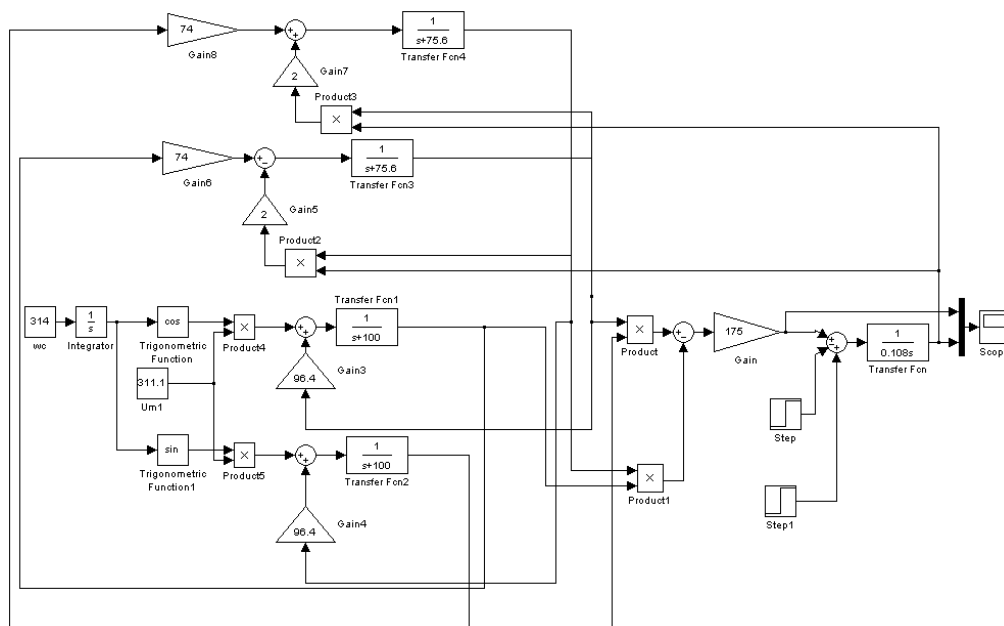 74
Gain8
1
s+75.6
Transfer Fcn4
2
Gain7
Product3
×
74
Gain6
1
s+75.6
Transfer Fcn3
2
Gain5
Product2
×
314
wc
1
s
Integrator
cos
Trigonometric
Function
×
Product4
Transfer Fcn1
1
s+100
96.4
Gain3
311.1
Um1
sin
Trigonometric
Function1
×
Product5
1
s+100
Transfer Fcn2
96.4
Gain4
×
Product
×
Product1
175
Gain
1
0.108s
Transfer Fcn
Step
Step1
Scop